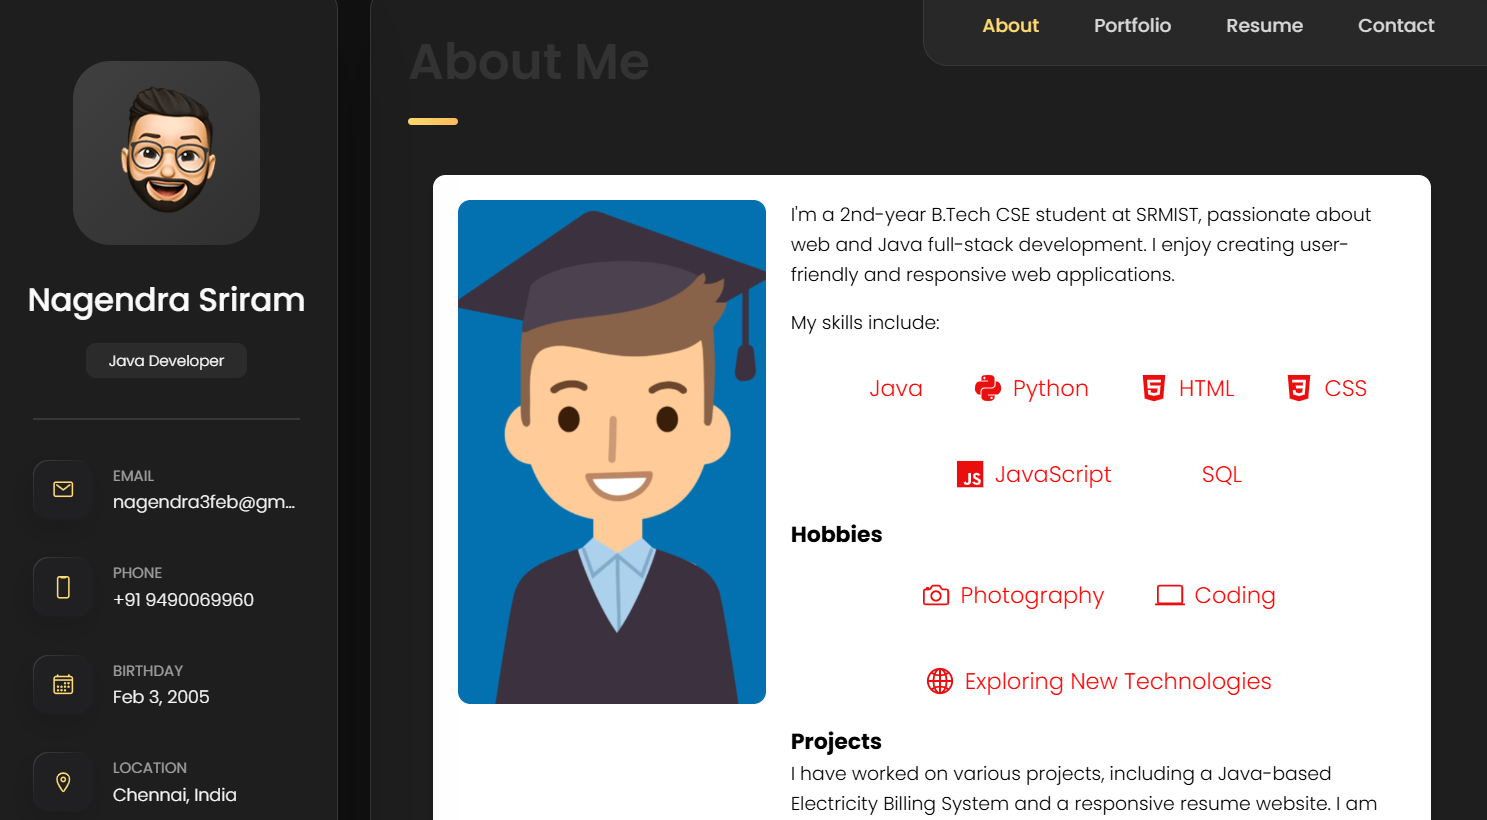 About Portfolio Resume Contact
About Me
Nagendra Sriram
Java Developer
EMAIL
nagendra3feb@gm...
PHONE
+91 9490069960
BIRTHDAY
Feb 3, 2005
LOCATION
Chennai, India
I'm a 2nd-year B.Tech CSE student at SRMIST, passionate about
web and Java full-stack development. I enjoy creating user-
friendly and responsive web applications.
My skills include:
Java Python HTML CSS
JS JavaScript SQL
Hobbies
Photography Coding
Exploring New Technologies
Projects
I have worked on various projects, including a Java-based
Electricity Billing System and a responsive resume website. I am